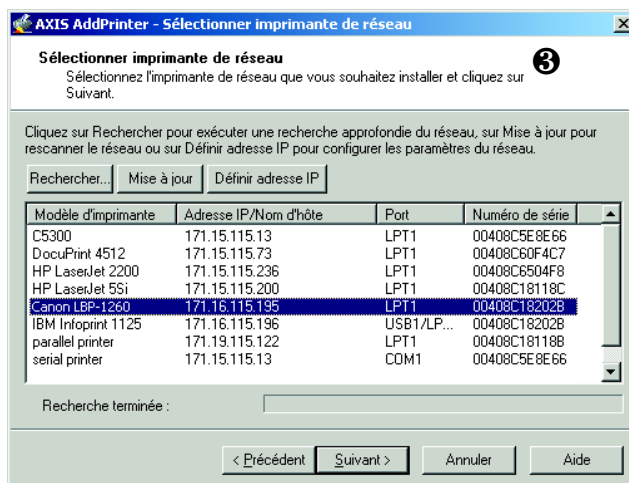 AXIS AddPrinter - Sélectionner imprimante de réseau
Sélectionner imprimante de réseau
❸
Sélectionnez l'imprimante de réseau que vous souhaitez installer et cliquez sur
Suivant.
Cliquez sur Rechercher pour exécuter une recherche approfondie du réseau, sur Mise à jour pour
rescanner le réseau ou sur Définir adresse IP pour configurer les paramètres du réseau.
Rechercher... Mise à jour Définir adresse IP
Modèle d'imprimante Adresse IP/Nom d'hôte Port Numéro de série
C5300 171.15.115.13 LPT1 00408C5E8E66
DocuPrint 4512 171.15.115.73 LPT1 00408C60F4C7
HP LaserJet 2200 171.15.115.236 LPT1 00408C6504F8
HP LaserJet 5Si 171.15.115.200 LPT1 00408C18118C
Canon LBP-1260 171.16.115.195 LPT1 00408C18202B
IBM Infoprint 1125 171.16.115.196 USB1/LP... 00408C18202B
parallel printer 171.19.115.122 LPT1 00408C18118B
serial printer 171.15.115.13 COM1 00408C5E8E66
Recherche terminée :
< Précédent Suivant > Annuler Aide